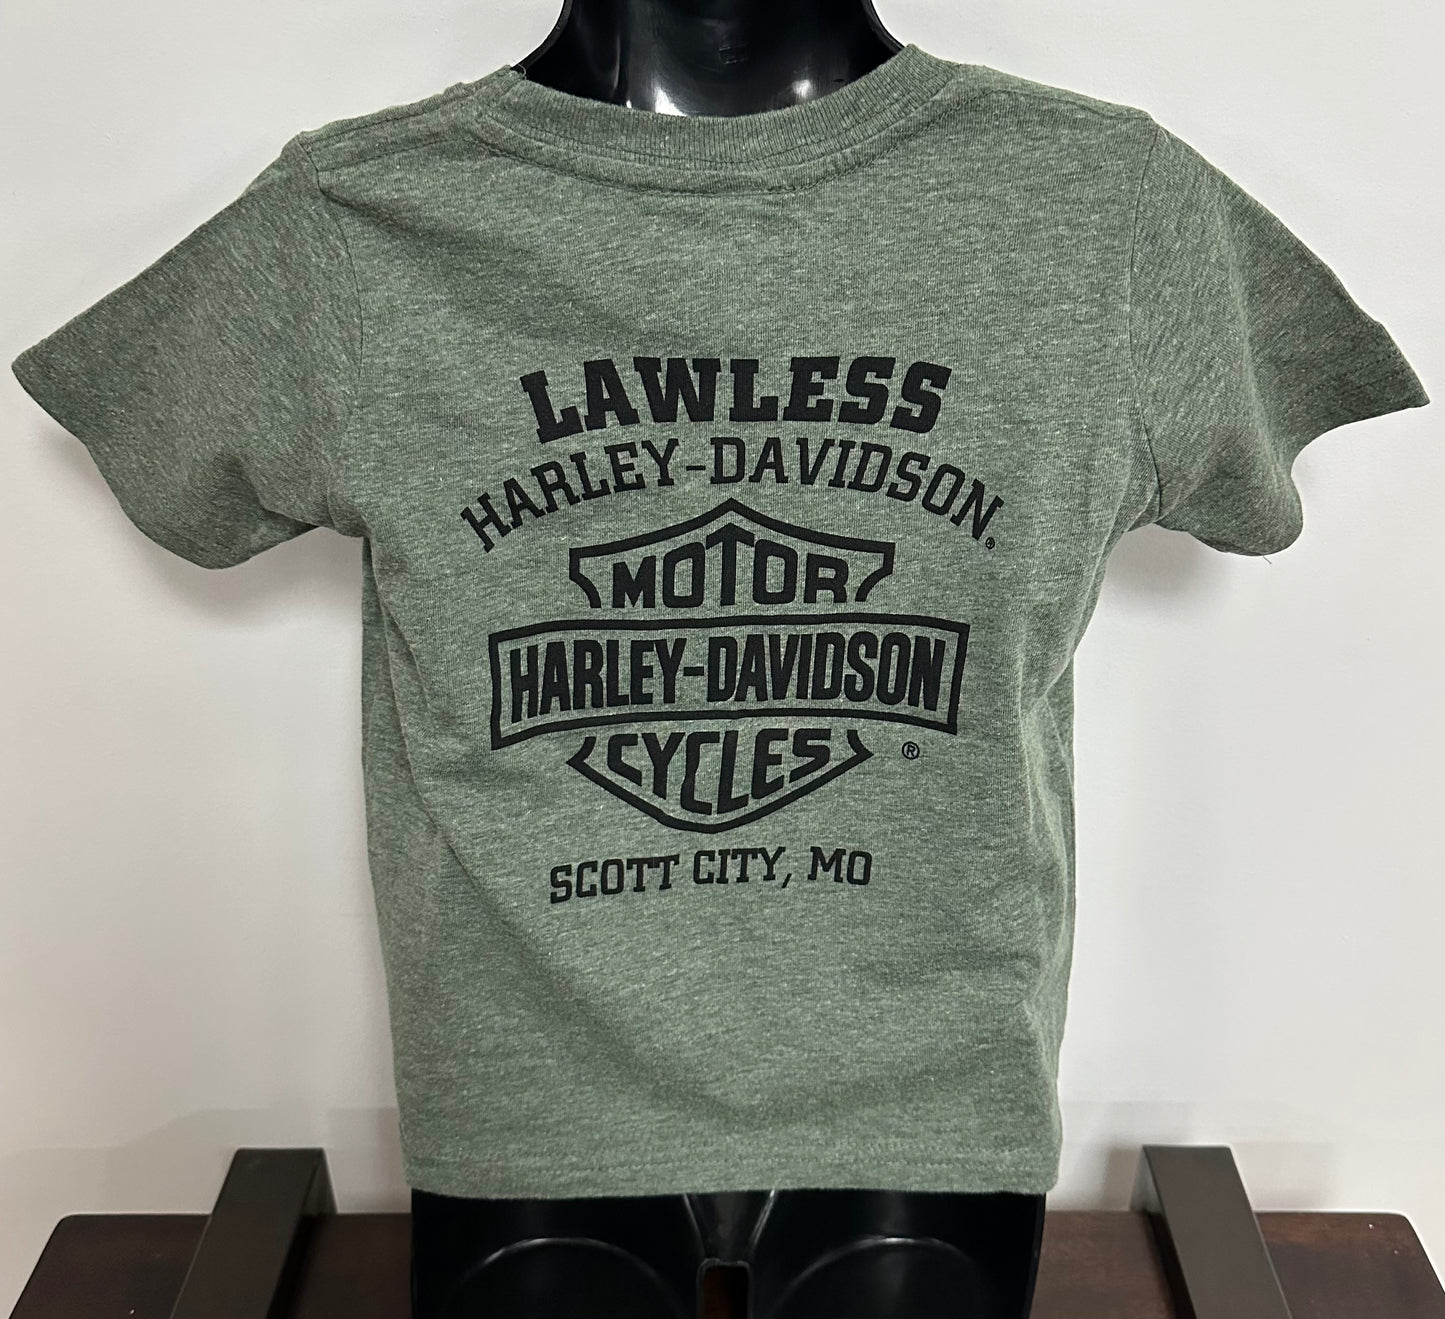 LAWLESS
HARLEY-DAVIDSON®
MOTOR
HARLEY-DAVIDSON
CYCLES ®
SCOTT CITY, MO